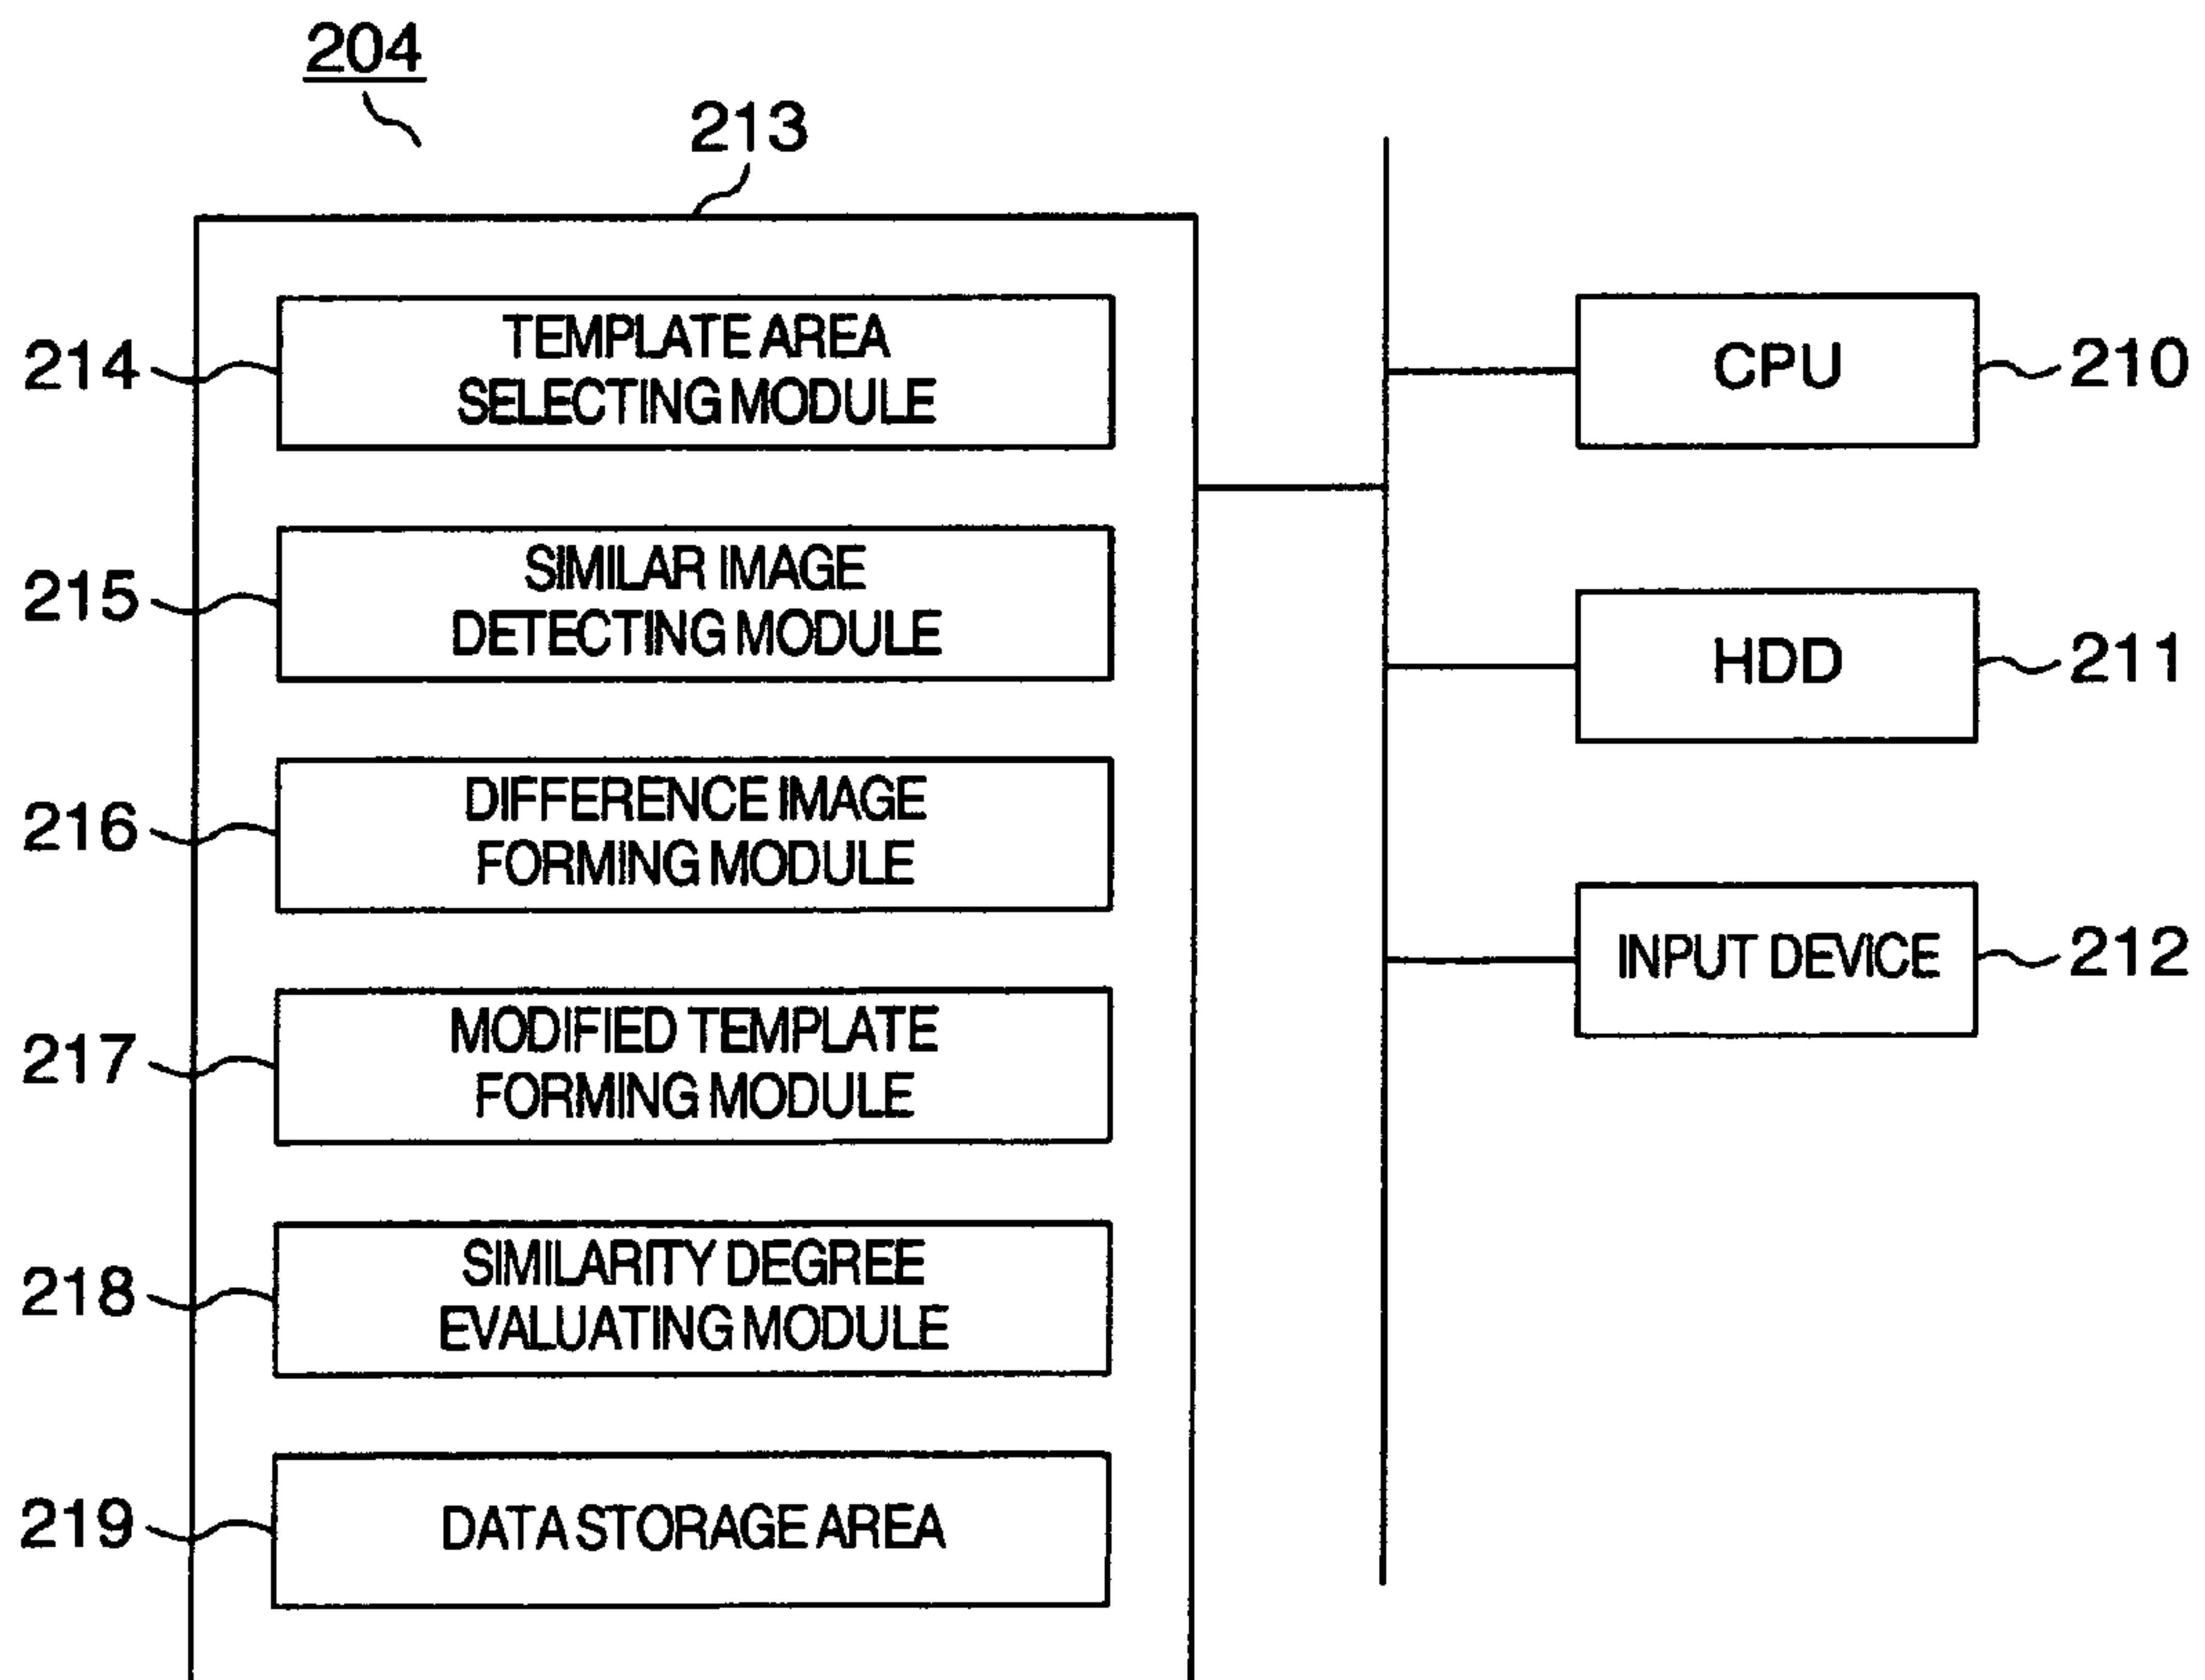 204
213
214
TEMPLATE AREA
SELECTING MODULE
215
SIMILAR IMAGE
DETECTING MODULE
216
DIFFERENCE IMAGE
FORMING MODULE
217
MODIFIED TEMPLATE
FORMING MODULE
218
SIMILARITY DEGREE
EVALUATING MODULE
219
DATA STORAGE AREA
CPU
210
HDD
211
INPUT DEVICE
212